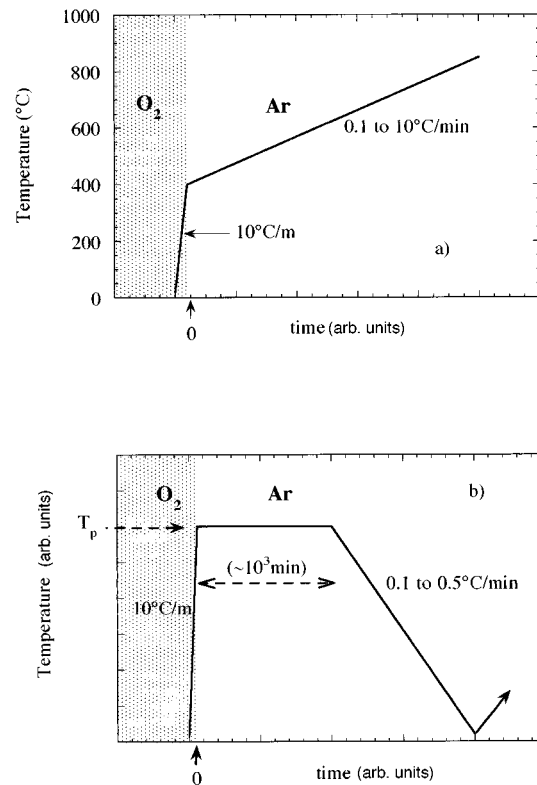 1000
800
600
400
200
0
Temperature (°C)
O₂
Ar
0.1 to 10°C/min
10°C/m
a)
0
time (arb. units)
O₂
Ar
b)
Tₚ
(~10³min)
0.1 to 0.5°C/min
10°C/m
Temperature (arb. units)
0
time (arb. units)